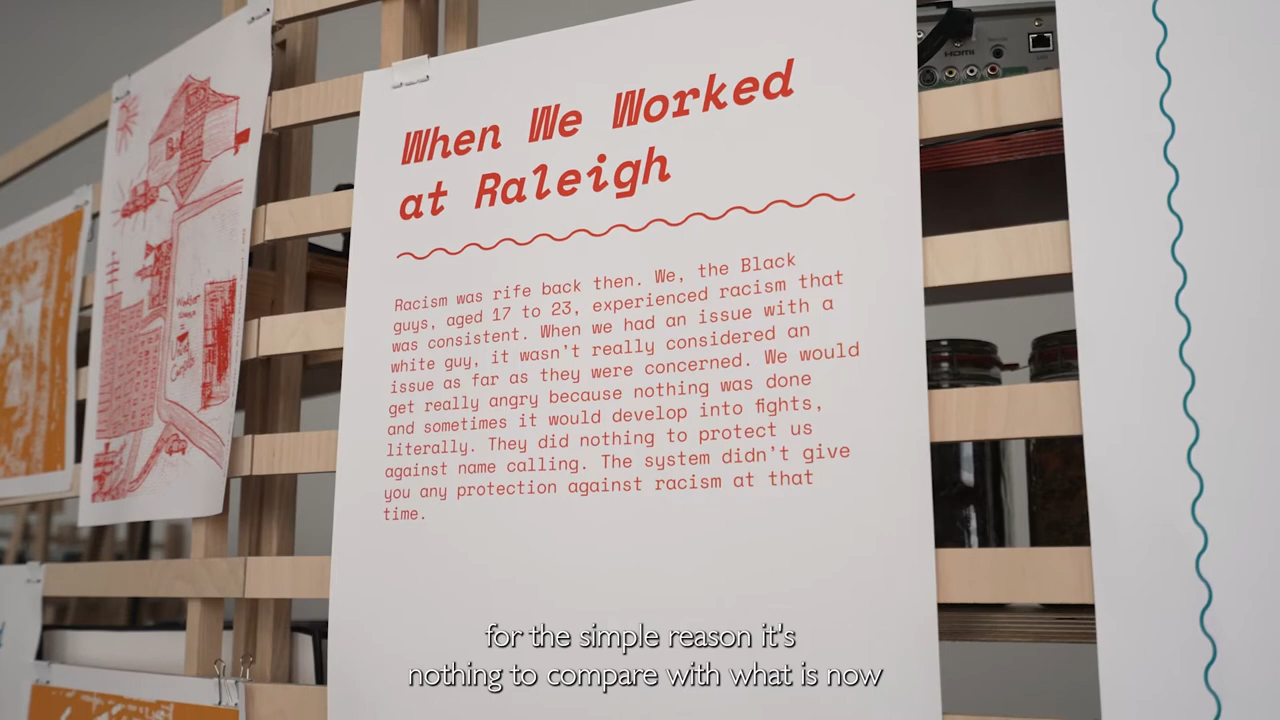 When We Worked
at Raleigh
Racism was rife back then. We, the Black
guys, aged 17 to 23, experienced racism that
was consistent. When we had an issue with a
white guy, it wasn't really considered an
issue as far as they were concerned. We would
get really angry because nothing was done
and sometimes it would develop into fights,
literally. They did nothing to protect us
against name calling. The system didn't give
you any protection against racism at that
time.
HDMI
for the simple reason it's
nothing to compare with what is now